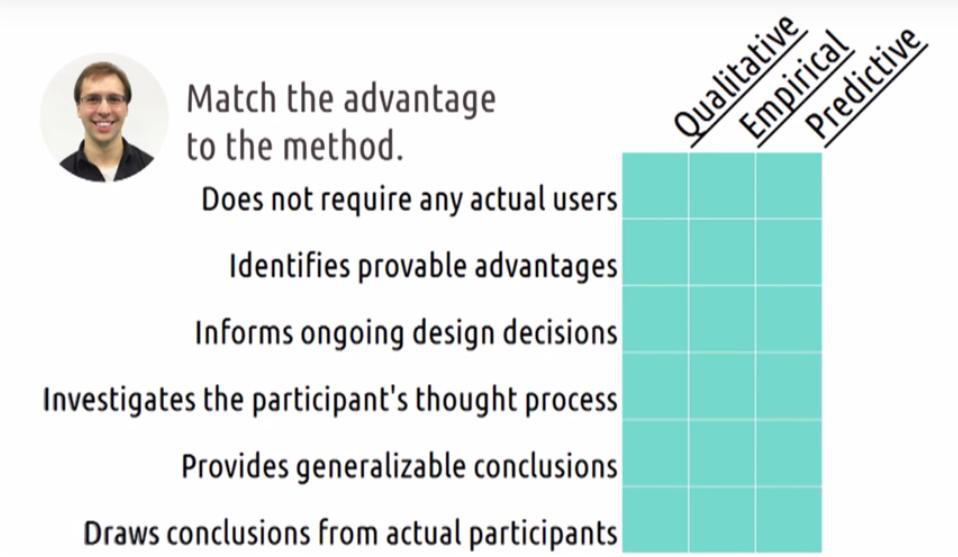 Match the advantage
to the method.
Qualitative
Empirical
Predictive
Does not require any actual users
Identifies provable advantages
Informs ongoing design decisions
Investigates the participant's thought process
Provides generalizable conclusions
Draws conclusions from actual participants